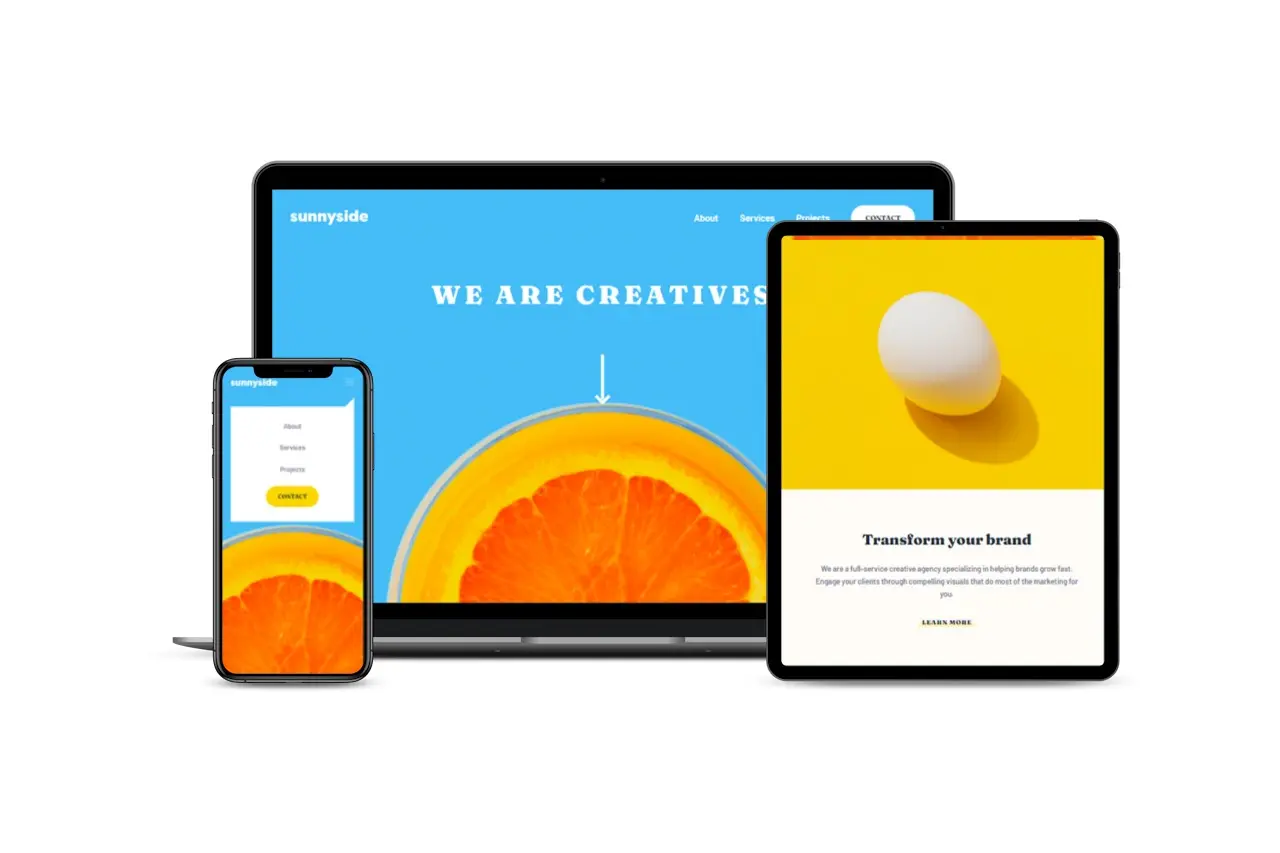 sunnyside
About Services Projects CONTACT
WE ARE CREATIVES
sunnyside
About
Services
Projects
CONTACT
Transform your brand
We are a full-service creative agency specializing in helping brands grow fast.
Engage your clients through compelling visuals that do most of the marketing for
you.
LEARN MORE